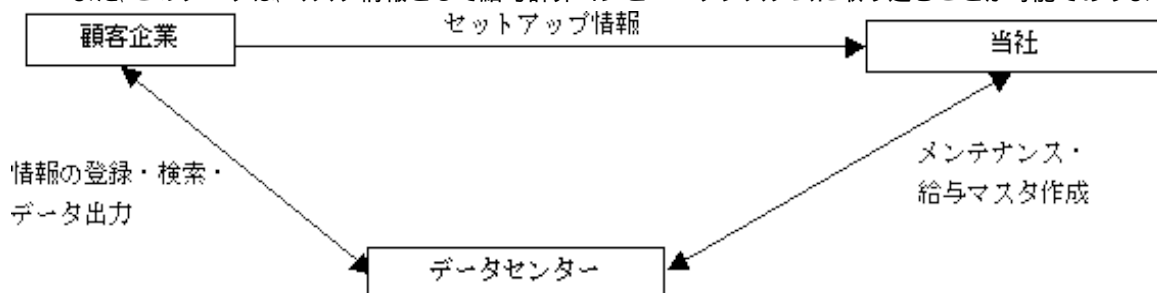 顧客企業
セットアップ情報
当社
情報の登録・検索・
データ出力
メンテナンス・
給与マスタ作成
データセンター